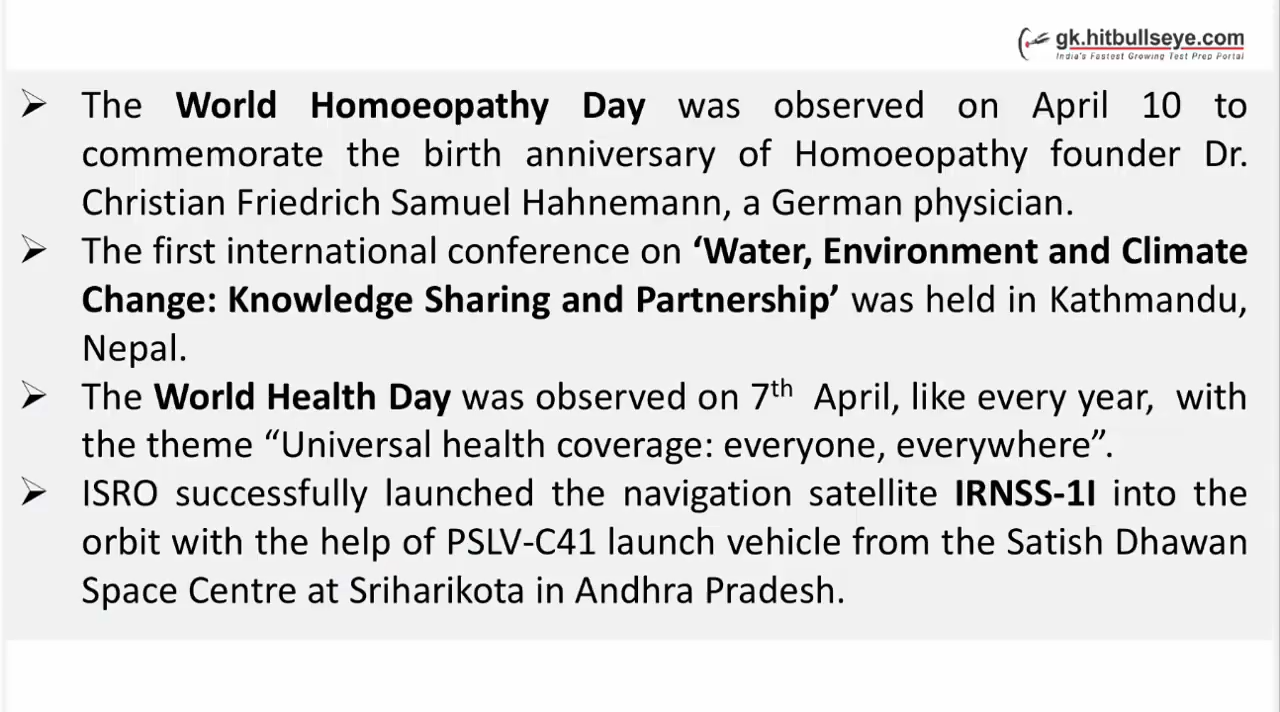 gk.hitbullseye.com
India's Fastest Growing Test Prep Portal
➢ The World Homoeopathy Day was observed on April 10 to
commemorate the birth anniversary of Homoeopathy founder Dr.
Christian Friedrich Samuel Hahnemann, a German physician.
➢ The first international conference on ‘Water, Environment and Climate
Change: Knowledge Sharing and Partnership’ was held in Kathmandu,
Nepal.
➢ The World Health Day was observed on 7th April, like every year, with
the theme “Universal health coverage: everyone, everywhere”.
➢ ISRO successfully launched the navigation satellite IRNSS-1I into the
orbit with the help of PSLV-C41 launch vehicle from the Satish Dhawan
Space Centre at Sriharikota in Andhra Pradesh.